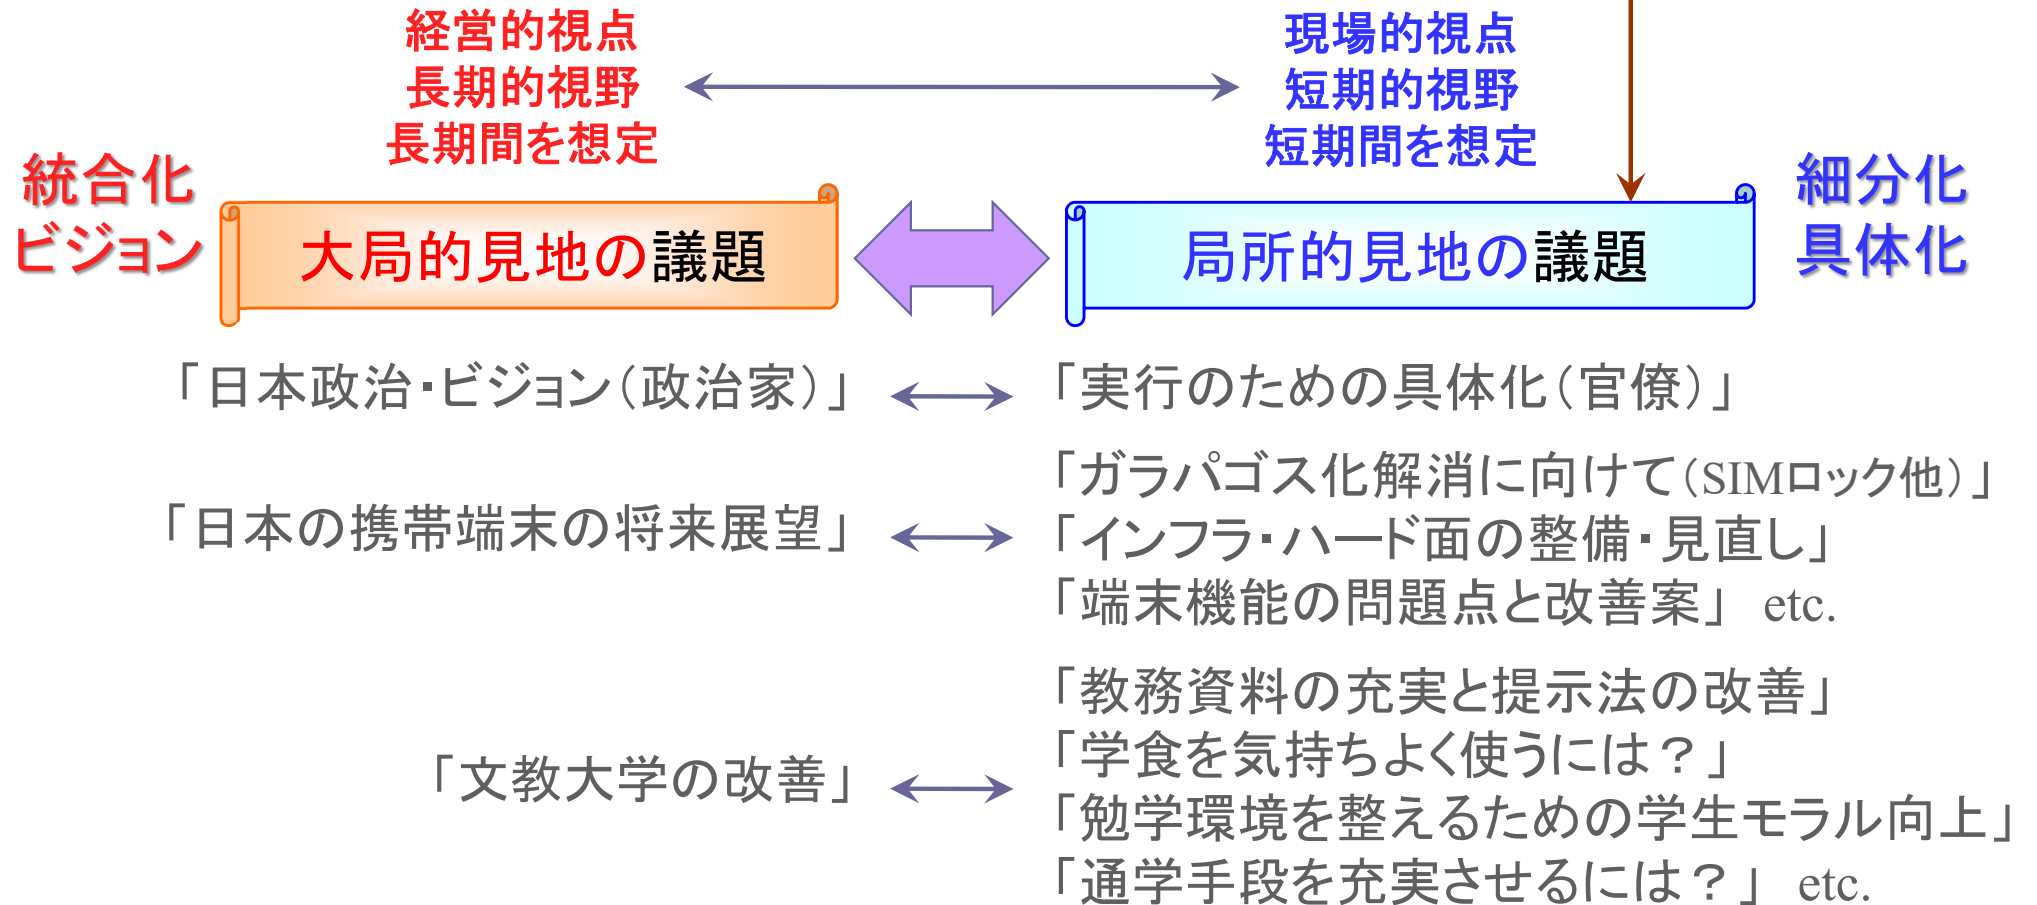 経営的視点
長期的視野
長期間を想定
現場的視点
短期的視野
短期間を想定
統合化
ビジョン
大局的見地の議題
局所的見地の議題
細分化
具体化
「日本政治・ビジョン（政治家）」
「実行のための具体化（官僚）」
「日本の携帯端末の将来展望」
「ガラパゴス化解消に向けて（SIMロック他）」
「インフラ・ハード面の整備・見直し」
「端末機能の問題点と改善案」 etc.
「文教大学の改善」
「教務資料の充実と提示法の改善」
「学食を気持ちよく使うには？」
「勉学環境を整えるための学生モラル向上」
「通学手段を充実させるには？」 etc.